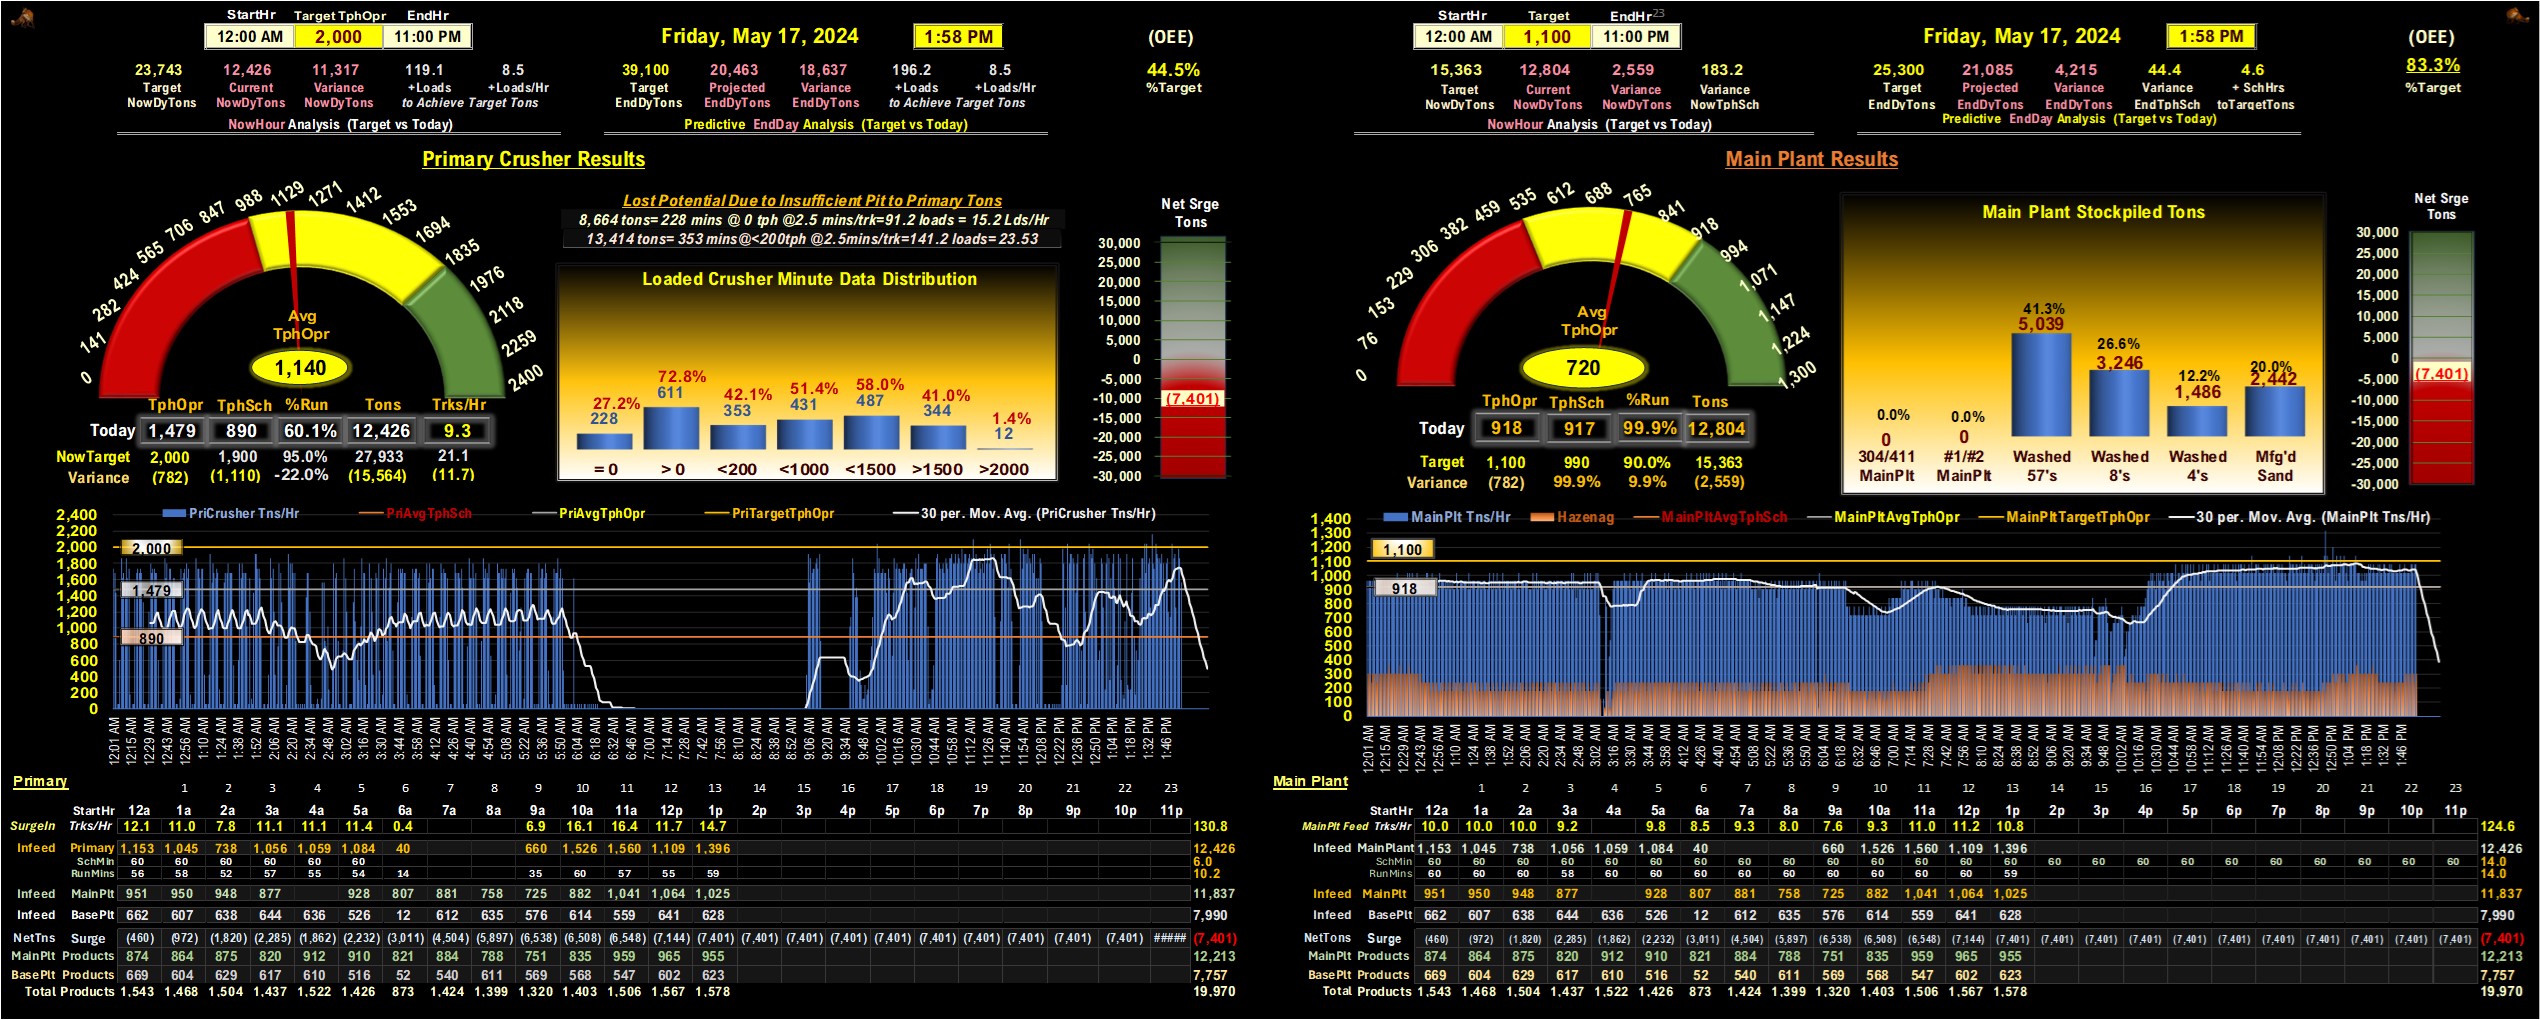 StartHr Target TphOpr EndHr
12:00 AM 2,000 11:00 PM
Friday, May 17, 2024 1:58 PM (OEE)
23,743 12,426 11,317 119.1 8.5
Target Current Variance +Loads +Loads/Hr
NowDyTons NowDyTons NowDyTons to Achieve Target Tons
NowHour Analysis (Target vs Today)
39,100 20,463 18,637 196.2 8.5 44.5%
Target Projected Variance +Loads +Loads/Hr %Target
EndDyTons EndDyTons EndDyTons to Achieve Target Tons
Predictive EndDay Analysis (Target vs Today)
Primary Crusher Results
0 141 282 424 565 706 847 988 1129 1271 1412 1553 1694 1835 1976 2118 2259 2400
Avg
TphOpr
1,140
TphOpr TphSch %Run Tons Trks/Hr
Today 1,479 890 60.1% 12,426 9.3
NowTarget 2,000 1,900 95.0% 27,933 21.1
Variance (782) (1,110) -22.0% (15,564) (11.7)
Lost Potential Due to Insufficient Pit to Primary Tons
8,664 tons= 228 mins @ 0 tph @2.5 mins/trk=91.2 loads = 15.2 Lds/Hr
13,414 tons= 353 mins@<200tph @2.5mins/trk=141.2 loads= 23.53
Loaded Crusher Minute Data Distribution
27.2% 72.8% 42.1% 51.4% 58.0% 41.0% 1.4%
228 611 353 431 487 344 12
= 0 > 0 <200 <1000 <1500 >1500 >2000
Net Srge
Tons
30,000
25,000
20,000
15,000
10,000
5,000
0
-5,000
(7,401)
-10,000
-15,000
-20,000
-25,000
-30,000
PriCrusher Tns/Hr PriAvgTphSch PriAvgTphOpr PriTargetTphOpr 30 per. Mov. Avg. (PriCrusher Tns/Hr)
2,400
2,200
2,000 2,000
1,800
1,600
1,400 1,479
1,200
1,000
800 890
600
400
200
0
12:01 AM 12:15 AM 12:29 AM 12:43 AM 12:56 AM 1:10 AM 1:24 AM 1:38 AM 1:52 AM 2:06 AM 2:20 AM 2:34 AM 2:48 AM 3:02 AM 3:16 AM 3:30 AM 3:44 AM 3:58 AM 4:12 AM 4:26 AM 4:40 AM 4:54 AM 5:08 AM 5:22 AM 5:36 AM 5:50 AM 6:04 AM 6:18 AM 6:32 AM 6:46 AM 7:00 AM 7:14 AM 7:28 AM 7:42 AM 7:56 AM 8:10 AM 8:24 AM 8:38 AM 8:52 AM 9:06 AM 9:20 AM 9:34 AM 9:48 AM 10:02 AM 10:16 AM 10:30 AM 10:44 AM 10:58 AM 11:12 AM 11:26 AM 11:40 AM 11:54 AM 12:08 PM 12:22 PM 12:36 PM 12:50 PM 1:04 PM 1:18 PM 1:32 PM 1:46 PM
Primary
1 2 3 4 5 6 7 8 9 10 11 12 13 14 15 16 17 18 19 20 21 22 23
StartHr 12a 1a 2a 3a 4a 5a 6a 7a 8a 9a 10a 11a 12p 1p 2p 3p 4p 5p 6p 7p 8p 9p 10p 11p
SurgeIn Trks/Hr 12.1 11.0 7.8 11.1 11.1 11.4 0.4 6.9 16.1 16.4 11.7 14.7 130.8
Infeed Primary 1,153 1,045 738 1,056 1,059 1,084 40 660 1,526 1,560 1,109 1,396 12,426
SchMin 60 60 60 60 60 60 6.0
RunMins 56 58 52 57 55 54 14 35 60 57 55 59 10.2
Infeed MainPlt 951 950 948 877 928 807 881 758 725 882 1,041 1,064 1,025 11,837
Infeed BasePlt 662 607 638 644 636 526 12 612 635 576 614 559 641 628 7,990
NetTns Surge (460) (972) (1,820) (2,285) (1,862) (2,232) (3,011) (4,504) (5,897) (6,538) (6,508) (6,548) (7,144) (7,401) (7,401) (7,401) (7,401) (7,401) (7,401) (7,401) (7,401) (7,401) (7,401) ##### (7,401)
MainPlt Products 874 864 875 820 912 910 821 884 788 751 835 959 965 955 12,213
BasePlt Products 669 604 629 617 610 516 52 540 611 569 568 547 602 623 7,757
Total Products 1,543 1,468 1,504 1,437 1,522 1,426 873 1,424 1,399 1,320 1,403 1,506 1,567 1,578 19,970
StartHr Target EndHr 23
12:00 AM 1,100 11:00 PM
Friday, May 17, 2024 1:58 PM (OEE)
15,363 12,804 2,559 183.2
Target Current Variance Variance
NowDyTons NowDyTons NowDyTons NowTphSch
NowHour Analysis (Target vs Today)
25,300 21,085 4,215 44.4 4.6 83.3%
Target Projected Variance Variance + SchHrs %Target
EndDyTons EndDyTons EndDyTons EndTphSch toTargetTons
Predictive EndDay Analysis (Target vs Today)
Main Plant Results
0 76 153 229 306 382 459 535 612 688 765 841 918 994 1,071 1,147 1,224 1,300
Avg
TphOpr
720
TphOpr TphSch %Run Tons
Today 918 917 99.9% 12,804
Target 1,100 990 90.0% 15,363
Variance (782) 99.9% 9.9% (2,559)
Main Plant Stockpiled Tons
0.0% 0.0% 41.3% 26.6% 12.2% 20.0%
0 0 5,039 3,246 1,486 2,442
304/411 #1/#2 Washed Washed Washed Mfg'd
MainPlt MainPlt 57's 8's 4's Sand
Net Srge
Tons
30,000
25,000
20,000
15,000
10,000
5,000
0
(7,401)
-5,000
-10,000
-15,000
-20,000
-25,000
-30,000
MainPlt Tns/Hr Hazenag MainPltAvgTphSch MainPltAvgTphOpr MainPltTargetTphOpr 30 per. Mov. Avg. (MainPlt Tns/Hr)
1,400
1,300
1,200 1,100
1,100
1,000
900 918
800
700
600
500
400
300
200
100
0
12:01 AM 12:15 AM 12:29 AM 12:43 AM 12:56 AM 1:10 AM 1:24 AM 1:38 AM 1:52 AM 2:06 AM 2:20 AM 2:34 AM 2:48 AM 3:02 AM 3:16 AM 3:30 AM 3:44 AM 3:58 AM 4:12 AM 4:26 AM 4:40 AM 4:54 AM 5:08 AM 5:22 AM 5:36 AM 5:50 AM 6:04 AM 6:18 AM 6:32 AM 6:46 AM 7:00 AM 7:14 AM 7:28 AM 7:42 AM 7:56 AM 8:10 AM 8:24 AM 8:38 AM 8:52 AM 9:06 AM 9:20 AM 9:34 AM 9:48 AM 10:02 AM 10:16 AM 10:30 AM 10:44 AM 10:58 AM 11:12 AM 11:26 AM 11:40 AM 11:54 AM 12:08 PM 12:22 PM 12:36 PM 12:50 PM 1:04 PM 1:18 PM 1:32 PM 1:46 PM
Main Plant
1 2 3 4 5 6 7 8 9 10 11 12 13 14 15 16 17 18 19 20 21 22 23
StartHr 12a 1a 2a 3a 4a 5a 6a 7a 8a 9a 10a 11a 12p 1p 2p 3p 4p 5p 6p 7p 8p 9p 10p 11p
MainPlt Feed Trks/Hr 10.0 10.0 10.0 9.2 9.8 8.5 9.3 8.0 7.6 9.3 11.0 11.2 10.8 124.6
Infeed MainPlant 1,153 1,045 738 1,056 1,059 1,084 40 660 1,526 1,560 1,109 1,396 12,426
SchMin 60 60 60 60 60 60 60 60 60 60 60 60 60 60 60 60 60 60 60 60 60 60 60 60 14.0
RunMins 60 60 60 58 60 60 60 60 60 60 60 60 59 14.0
Infeed MainPlt 951 950 948 877 928 807 881 758 725 882 1,041 1,064 1,025 11,837
Infeed BasePlt 662 607 638 644 636 526 12 612 635 576 614 559 641 628 7,990
NetTons Surge (460) (972) (1,820) (2,285) (1,862) (2,232) (3,011) (4,504) (5,897) (6,538) (6,508) (6,548) (7,144) (7,401) (7,401) (7,401) (7,401) (7,401) (7,401) (7,401) (7,401) (7,401) (7,401) (7,401) (7,401)
MainPlt Products 874 864 875 820 912 910 821 884 788 751 835 959 965 955 12,213
BasePlt Products 669 604 629 617 610 516 52 540 611 569 568 547 602 623 7,757
Total Products 1,543 1,468 1,504 1,437 1,522 1,426 873 1,424 1,399 1,320 1,403 1,506 1,567 1,578 19,970